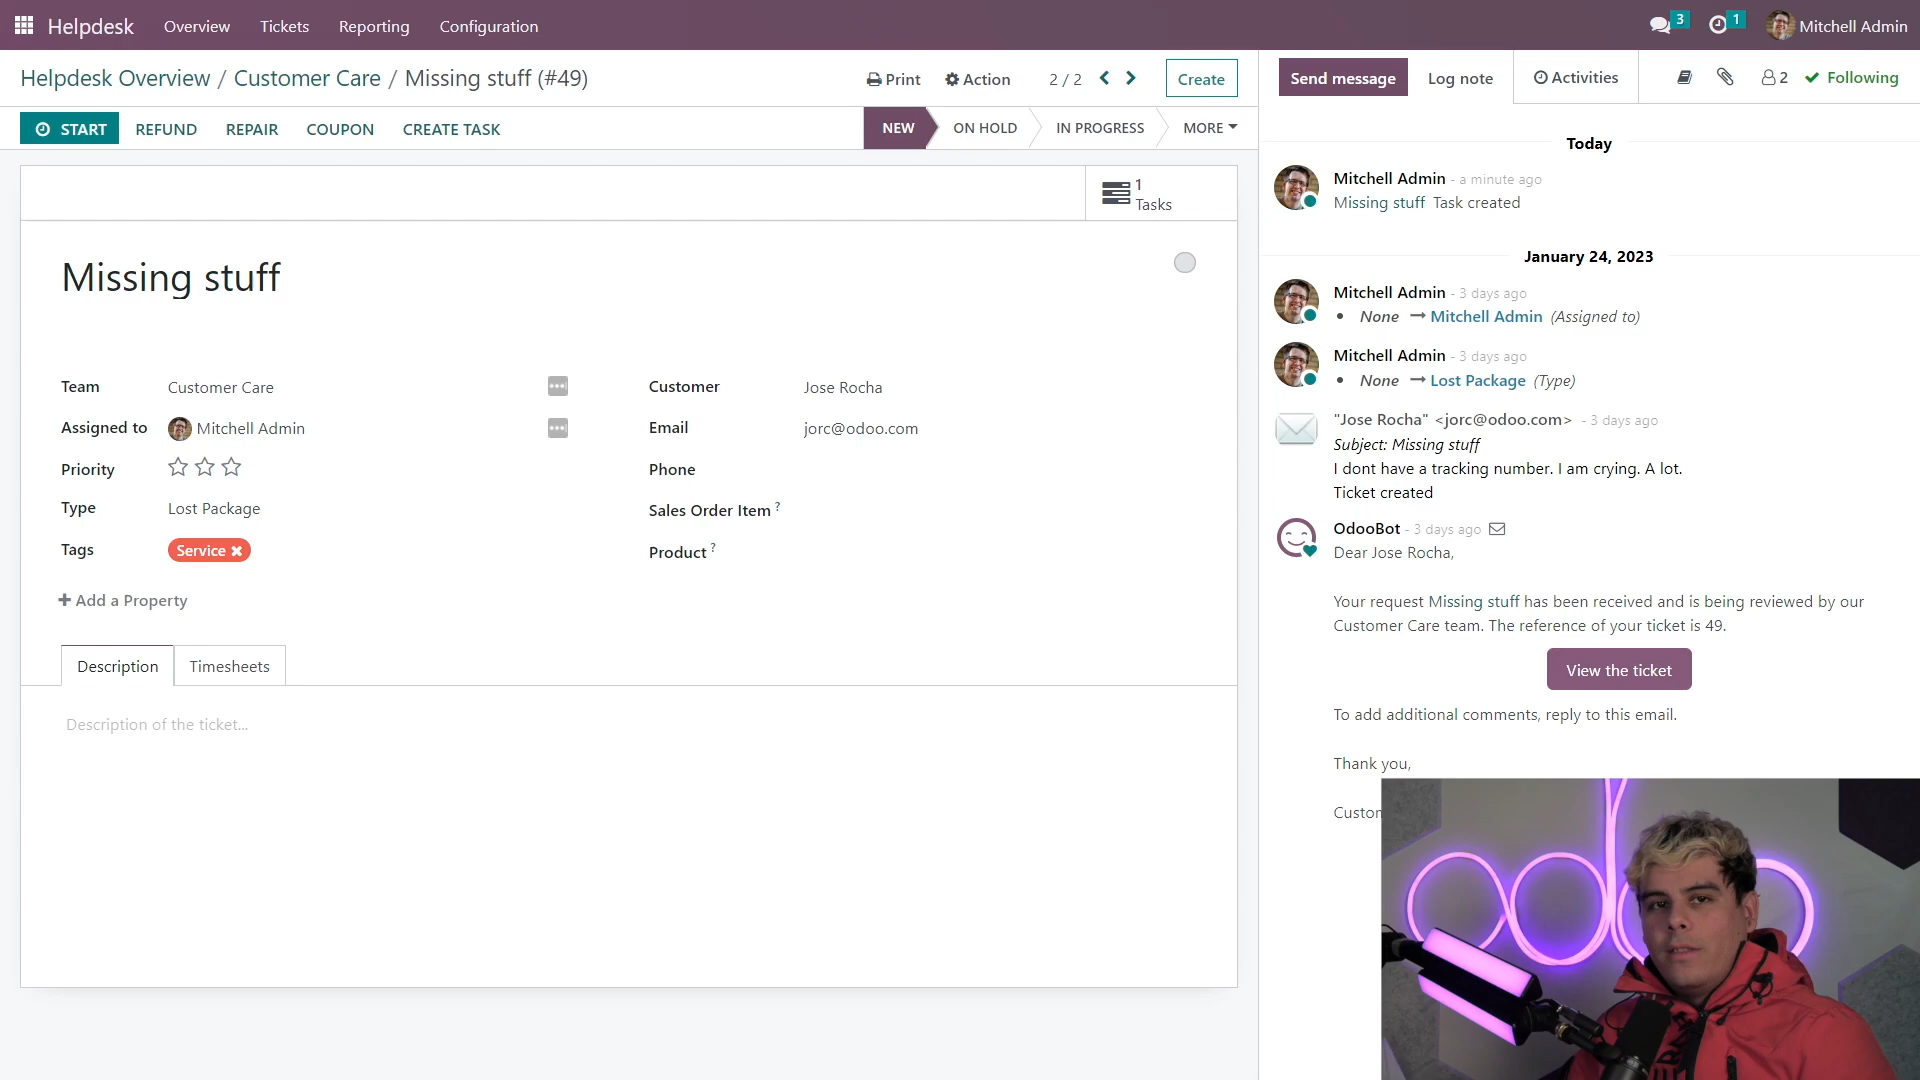 Helpdesk Overview Tickets Reporting Configuration 3 1 Mitchell Admin
Helpdesk Overview / Customer Care / Missing stuff (#49)
Print Action 2 / 2 Create
START REFUND REPAIR COUPON CREATE TASK
NEW ON HOLD IN PROGRESS MORE
1
Tasks
Missing stuff
Team Customer Care
Assigned to Mitchell Admin
Priority
Type Lost Package
Tags Service
Add a Property
Customer Jose Rocha
Email jorc@odoo.com
Phone
Sales Order Item ?
Product ?
Description Timesheets
Description of the ticket...
Send message Log note Activities 2 Following
Today
Mitchell Admin - a minute ago
Missing stuff Task created
January 24, 2023
Mitchell Admin - 3 days ago
• None → Mitchell Admin (Assigned to)
Mitchell Admin - 3 days ago
• None → Lost Package (Type)
"Jose Rocha" <jorc@odoo.com> - 3 days ago
Subject: Missing stuff
I dont have a tracking number. I am crying. A lot.
Ticket created
OdooBot - 3 days ago
Dear Jose Rocha,
Your request Missing stuff has been received and is being reviewed by our
Customer Care team. The reference of your ticket is 49.
View the ticket
To add additional comments, reply to this email.
Thank you,
Custon
odoo